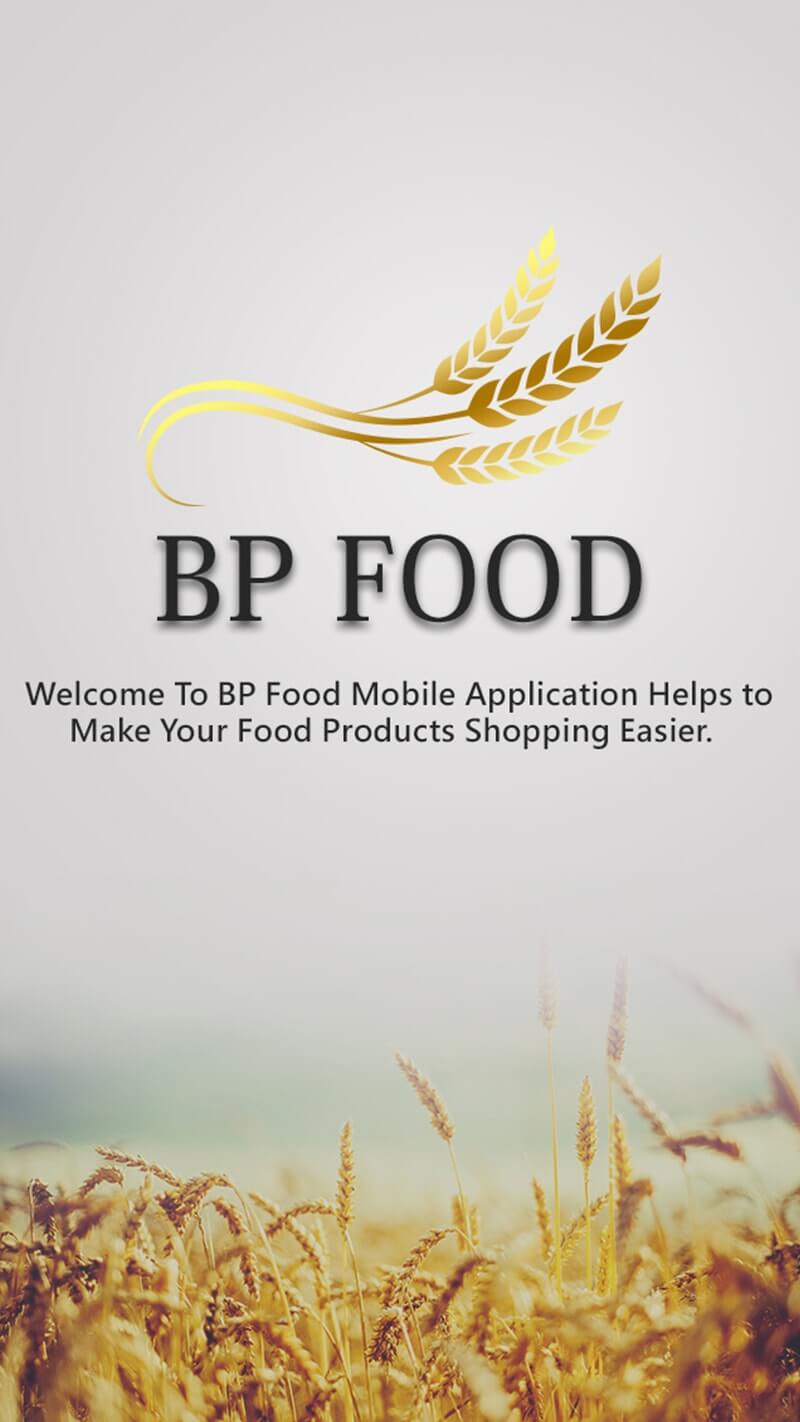 BP FOOD
Welcome To BP Food Mobile Application Helps to
Make Your Food Products Shopping Easier.